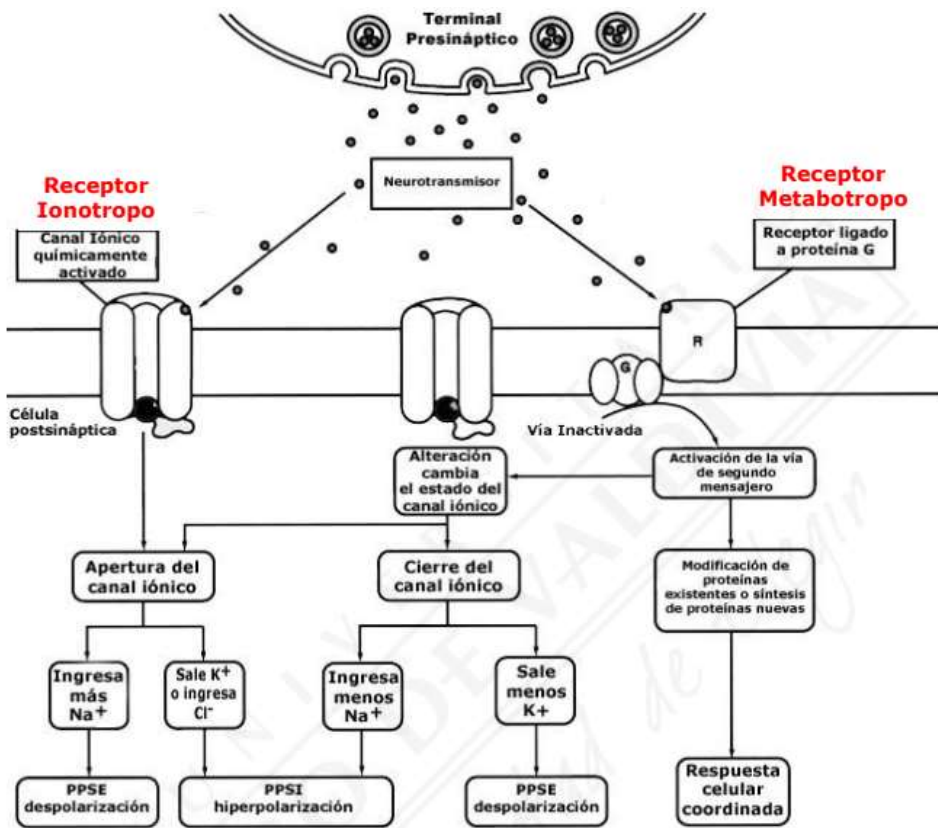 Terminal
Presináptico
Neurotransmisor
Receptor
Ionotropo
Canal Iónico
químicamente
activado
Receptor
Metabotropo
Receptor ligado
a proteína G
R
G
Célula
postsináptica
Vía Inactivada
Alteración
cambia
el estado del
canal iónico
Activación de la vía
de segundo
mensajero
Apertura del
canal iónico
Cierre del
canal iónico
Modificación de
proteínas
existentes o síntesis
de proteínas nuevas
Ingresa
más
Na+
Sale K+
o ingresa
Cl-
Ingresa
menos
Na+
Sale
menos
K+
PPSE
despolarización
PPSI
hiperpolarización
PPSE
despolarización
Respuesta
celular
coordinada